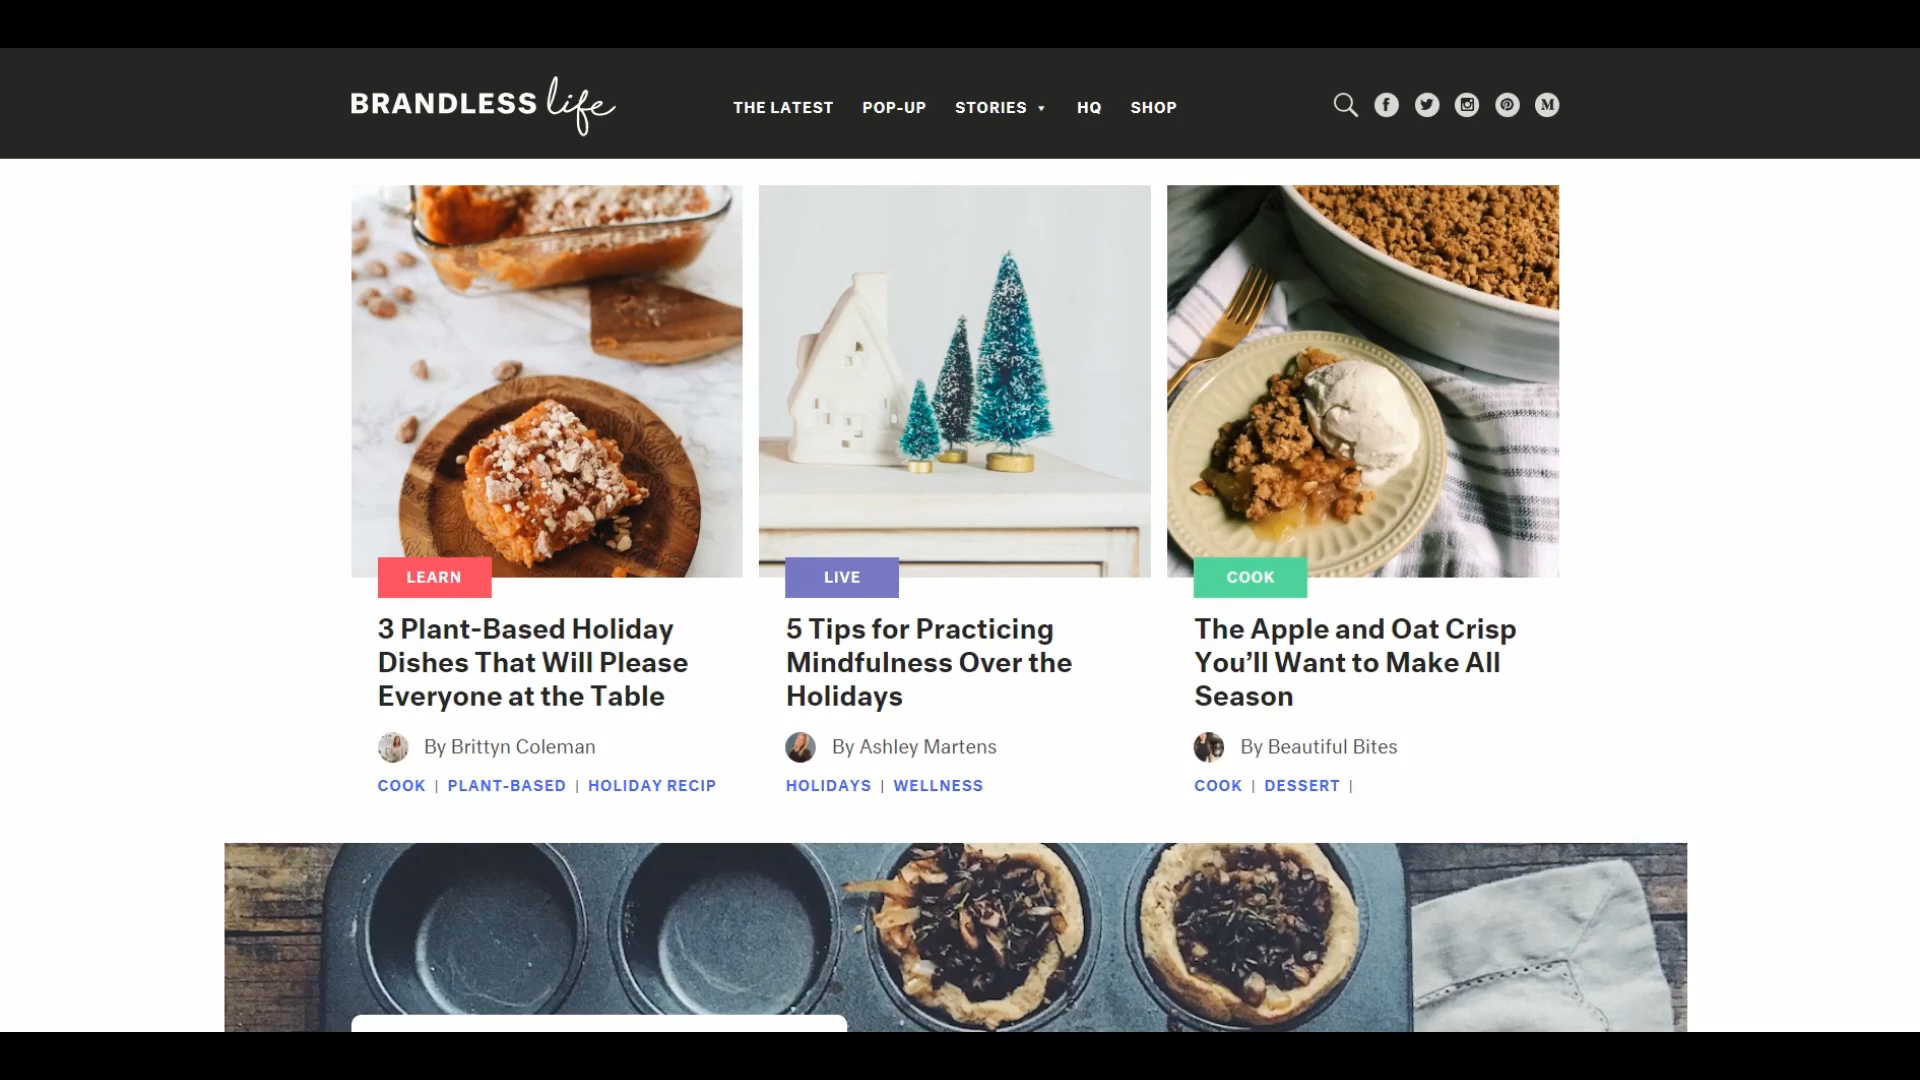 BRANDLESS life
THE LATEST POP-UP STORIES HQ SHOP
LEARN
3 Plant-Based Holiday
Dishes That Will Please
Everyone at the Table
By Brittyn Coleman
COOK | PLANT-BASED | HOLIDAY RECIP
LIVE
5 Tips for Practicing
Mindfulness Over the
Holidays
By Ashley Martens
HOLIDAYS | WELLNESS
COOK
The Apple and Oat Crisp
You’ll Want to Make All
Season
By Beautiful Bites
COOK | DESSERT |